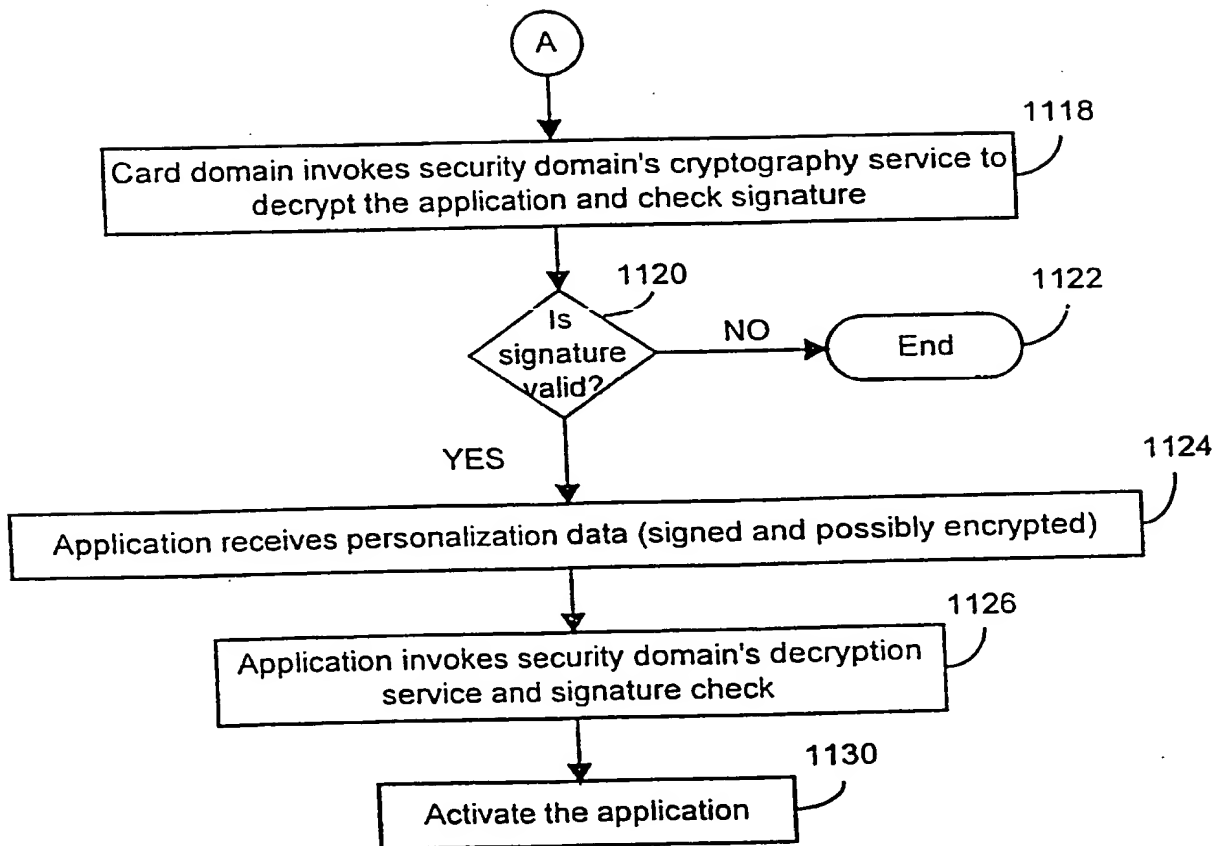 A
1118
Card domain invokes security domain's cryptography service to
decrypt the application and check signature
1120
Is
signature
valid?
NO
1122
End
YES
1124
Application receives personalization data (signed and possibly encrypted)
1126
Application invokes security domain's decryption
service and signature check
1130
Activate the application